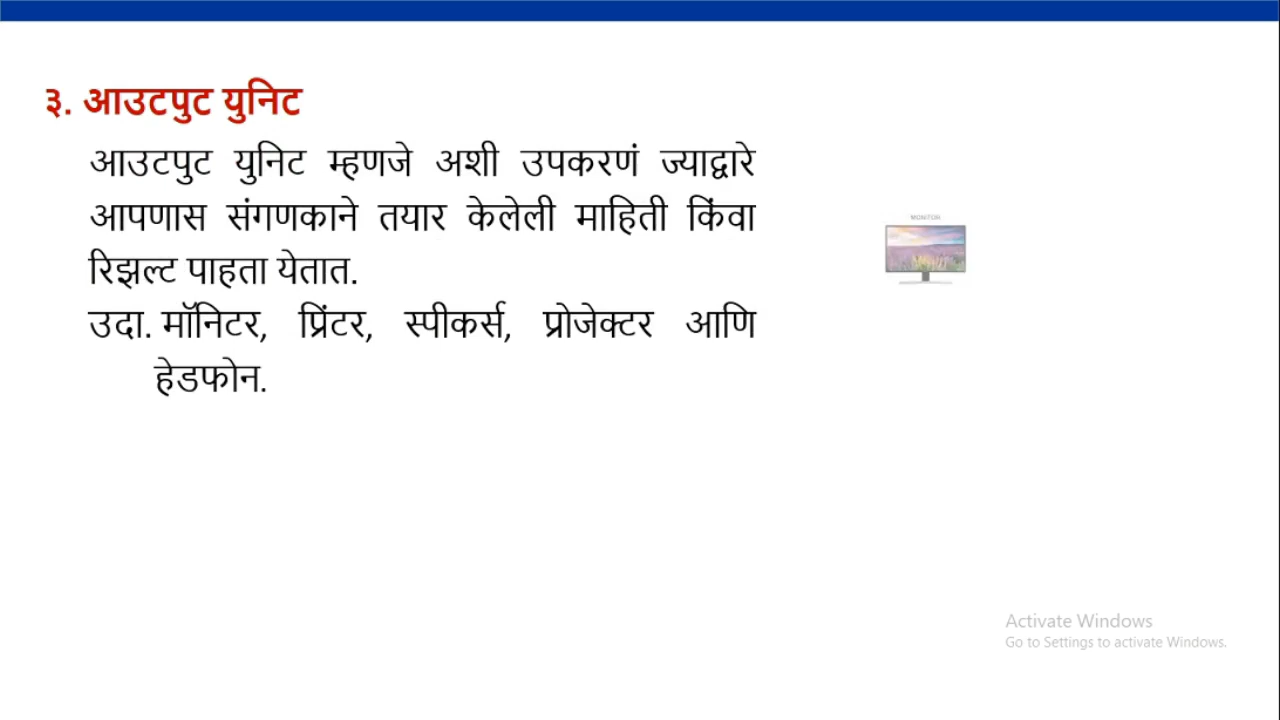 ३. आउटपुट युनिट
आउटपुट युनिट म्हणजे अशी उपकरणं ज्याद्वारे
आपणास संगणकाने तयार केलेली माहिती किंवा
रिझल्ट पाहता येतात.
उदा. मॉनिटर, प्रिंटर, स्पीकर्स, प्रोजेक्टर आणि
हेडफोन.
MONITOR
Activate Windows
Go to Settings to activate Windows.